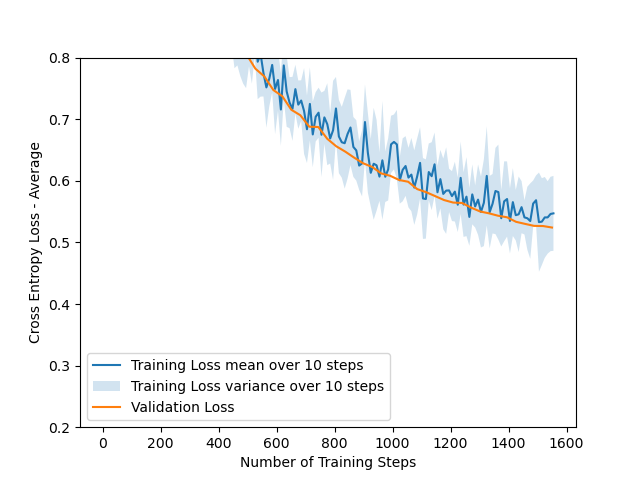 0.8
0.7
0.6
0.5
0.4
0.3
0.2
Cross Entropy Loss - Average
Training Loss mean over 10 steps
Training Loss variance over 10 steps
Validation Loss
0 200 400 600 800 1000 1200 1400 1600
Number of Training Steps